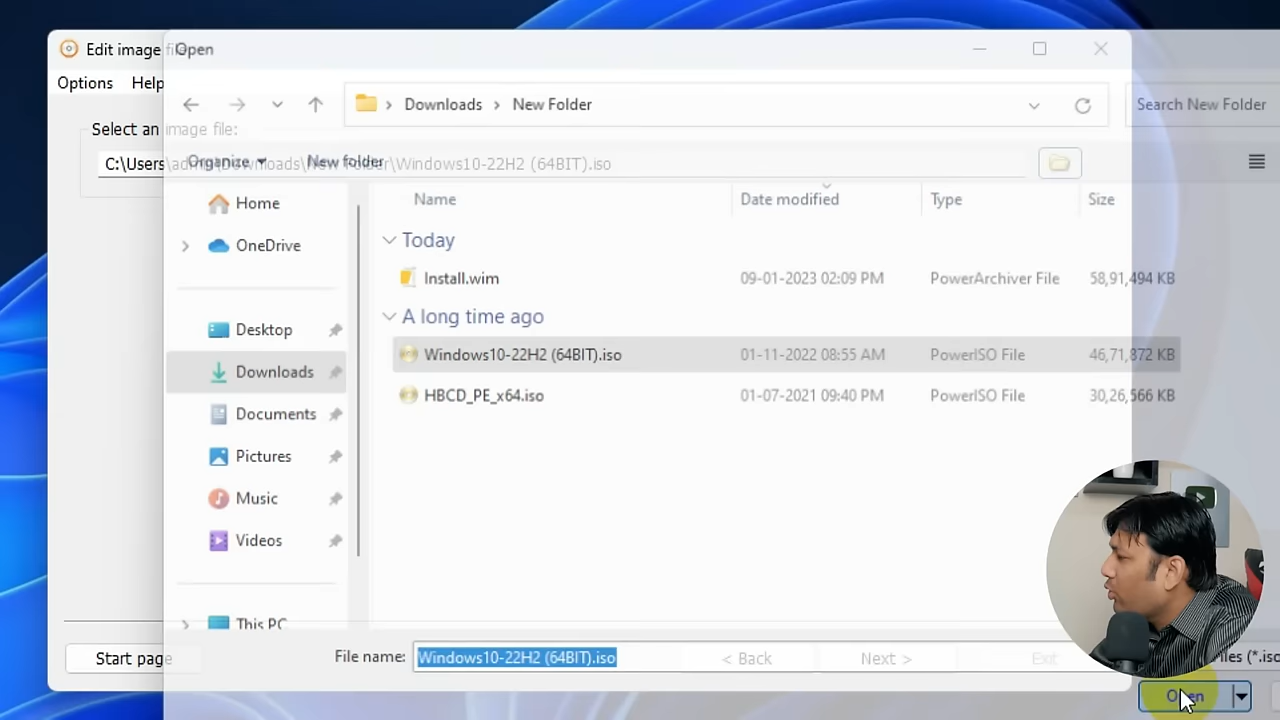 Edit image file
Open
Options Help
Downloads > New Folder
Search New Folder
Select an image file:
Organize New folder
C:\Users\admin\Downloads\New Folder\Windows10-22H2 (64BIT).iso
Name Date modified Type Size
Home
OneDrive
Today
Install.wim 09-01-2023 02:09 PM PowerArchiver File 58,91,494 KB
A long time ago
Desktop
Windows10-22H2 (64BIT).iso 01-11-2022 08:55 AM PowerISO File 46,71,872 KB
Downloads
HBCD_PE_x64.iso 01-07-2021 09:40 PM PowerISO File 30,26,566 KB
Documents
Pictures
Music
Videos
This PC
Start page
File name: Windows10-22H2 (64BIT).iso
< Back Next > Exit
(*.iso
Open